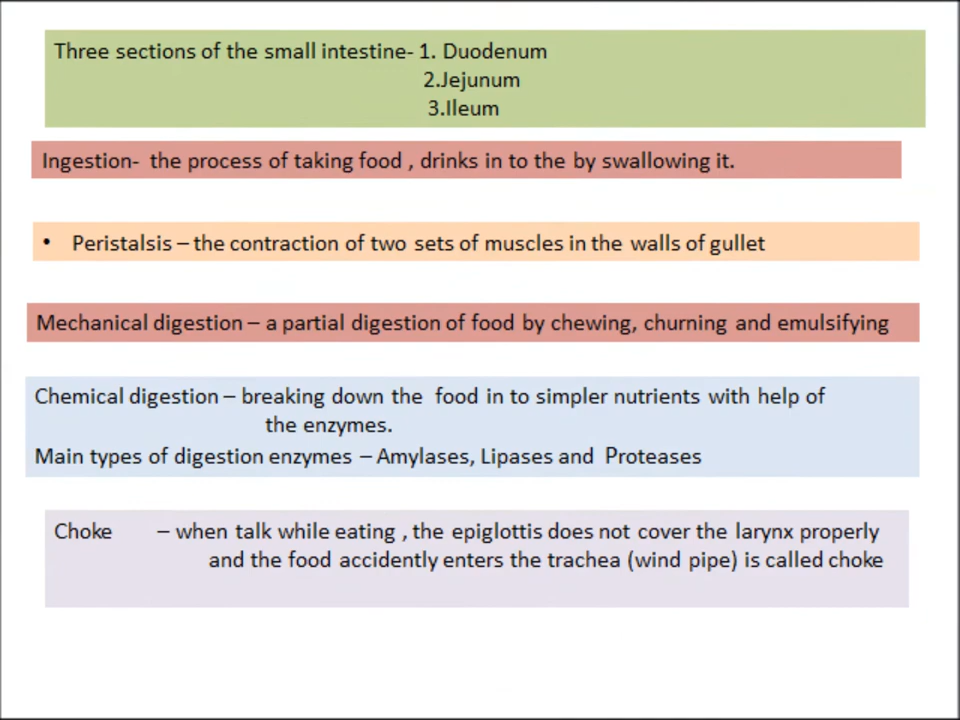 Three sections of the small intestine- 1. Duodenum
2.Jejunum
3.Ileum
Ingestion- the process of taking food , drinks in to the by swallowing it.
• Peristalsis – the contraction of two sets of muscles in the walls of gullet
Mechanical digestion – a partial digestion of food by chewing, churning and emulsifying
Chemical digestion – breaking down the food in to simpler nutrients with help of
the enzymes.
Main types of digestion enzymes – Amylases, Lipases and Proteases
Choke – when talk while eating , the epiglottis does not cover the larynx properly
and the food accidently enters the trachea (wind pipe) is called choke